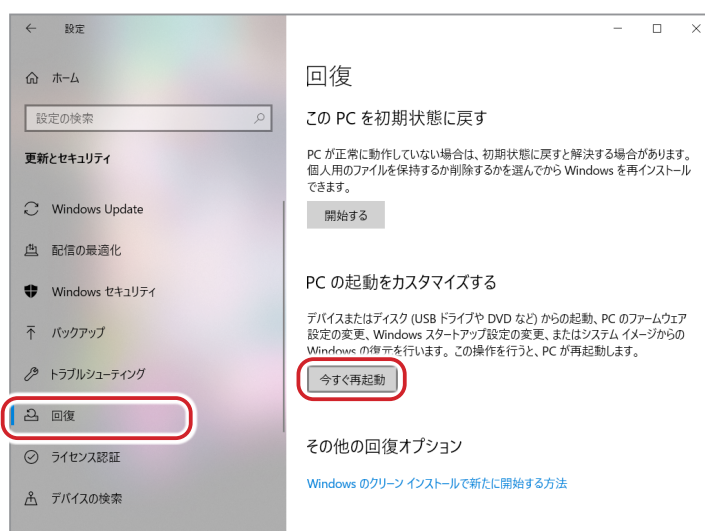 設定
ホーム
設定の検索
更新とセキュリティ
Windows Update
配信の最適化
Windows セキュリティ
バックアップ
トラブルシューティング
回復
ライセンス認証
デバイスの検索
回復
この PC を初期状態に戻す
PC が正常に動作していない場合は、初期状態に戻すと解決する場合があります。
個人用のファイルを保持するか削除するかを選んでから Windows を再インストール
できます。
開始する
PC の起動をカスタマイズする
デバイスまたはディスク (USB ドライブや DVD など) からの起動、PC のファームウェア
設定の変更、Windows スタートアップ設定の変更、またはシステム イメージからの
Windows の復元を行います。この操作を行うと、PC が再起動します。
今すぐ再起動
その他の回復オプション
Windows のクリーン インストールで新たに開始する方法